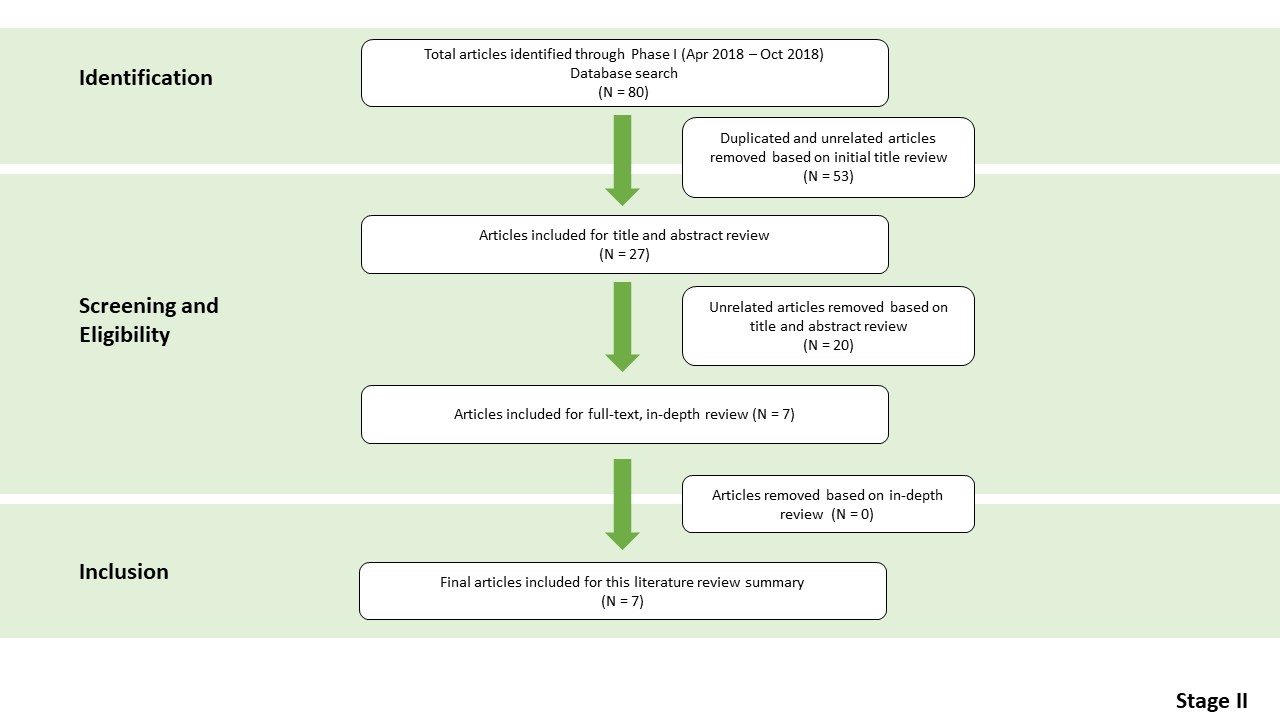 Identification
Total articles identified through Phase I (Apr 2018 – Oct 2018)
Database search
(N = 80)
Duplicated and unrelated articles
removed based on initial title review
(N = 53)
Articles included for title and abstract review
(N = 27)
Screening and
Eligibility
Unrelated articles removed based on
title and abstract review
(N = 20)
Articles included for full-text, in-depth review (N = 7)
Articles removed based on in-depth
review (N = 0)
Inclusion
Final articles included for this literature review summary
(N = 7)
Stage II